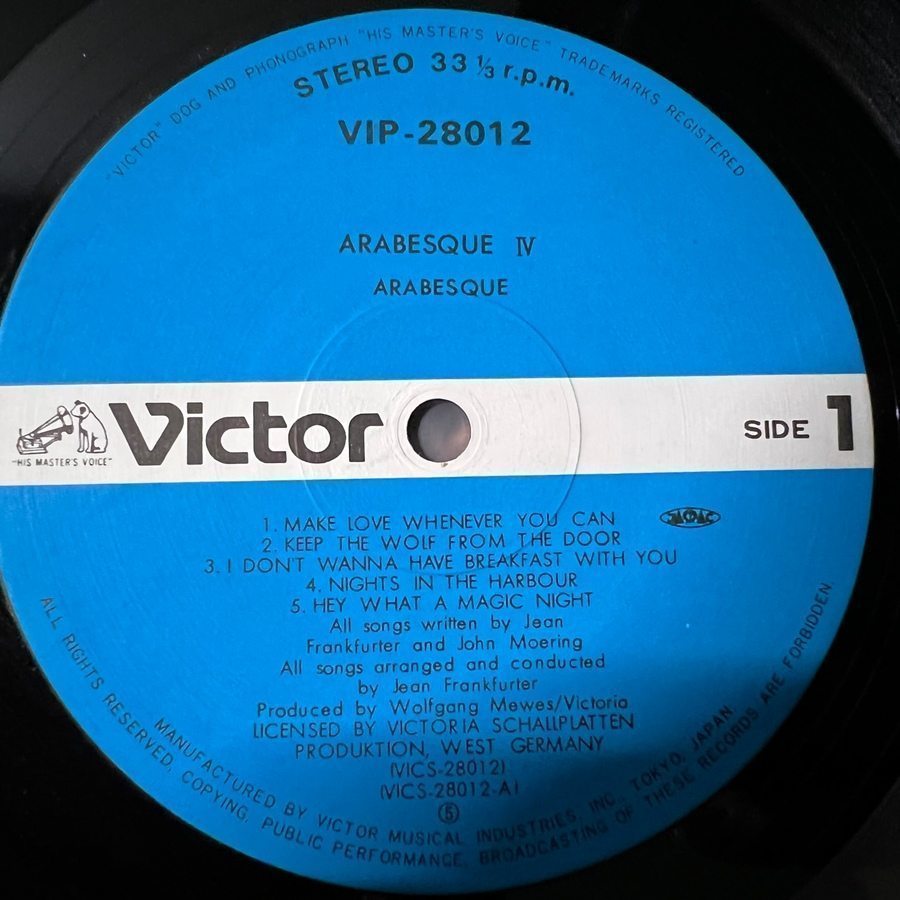 "VICTOR" DOG AND PHONOGRAPH "HIS MASTER'S VOICE" TRADE MARKS REGISTERED
STEREO 33 1/3 r.p.m.
VIP-28012
ARABESQUE IV
ARABESQUE
"HIS MASTER'S VOICE"
Victor
SIDE 1
1. MAKE LOVE WHENEVER YOU CAN
JASRAC
2. KEEP THE WOLF FROM THE DOOR
3. I DON'T WANNA HAVE BREAKFAST WITH YOU
4. NIGHTS IN THE HARBOUR
5. HEY WHAT A MAGIC NIGHT
All songs written by Jean
Frankfurter and John Moering
All songs arranged and conducted
by Jean Frankfurter
Produced by Wolfgang Mewes/Victoria
LICENSED BY VICTORIA SCHALLPLATTEN
PRODUKTION, WEST GERMANY
(VICS-28012)
(VICS-28012-A)
⑤
MANUFACTURED BY VICTOR MUSICAL INDUSTRIES, INC., TOKYO, JAPAN.
ALL RIGHTS RESERVED. COPYING, PUBLIC PERFORMANCE, BROADCASTING OF THESE RECORDS ARE FORBIDDEN.